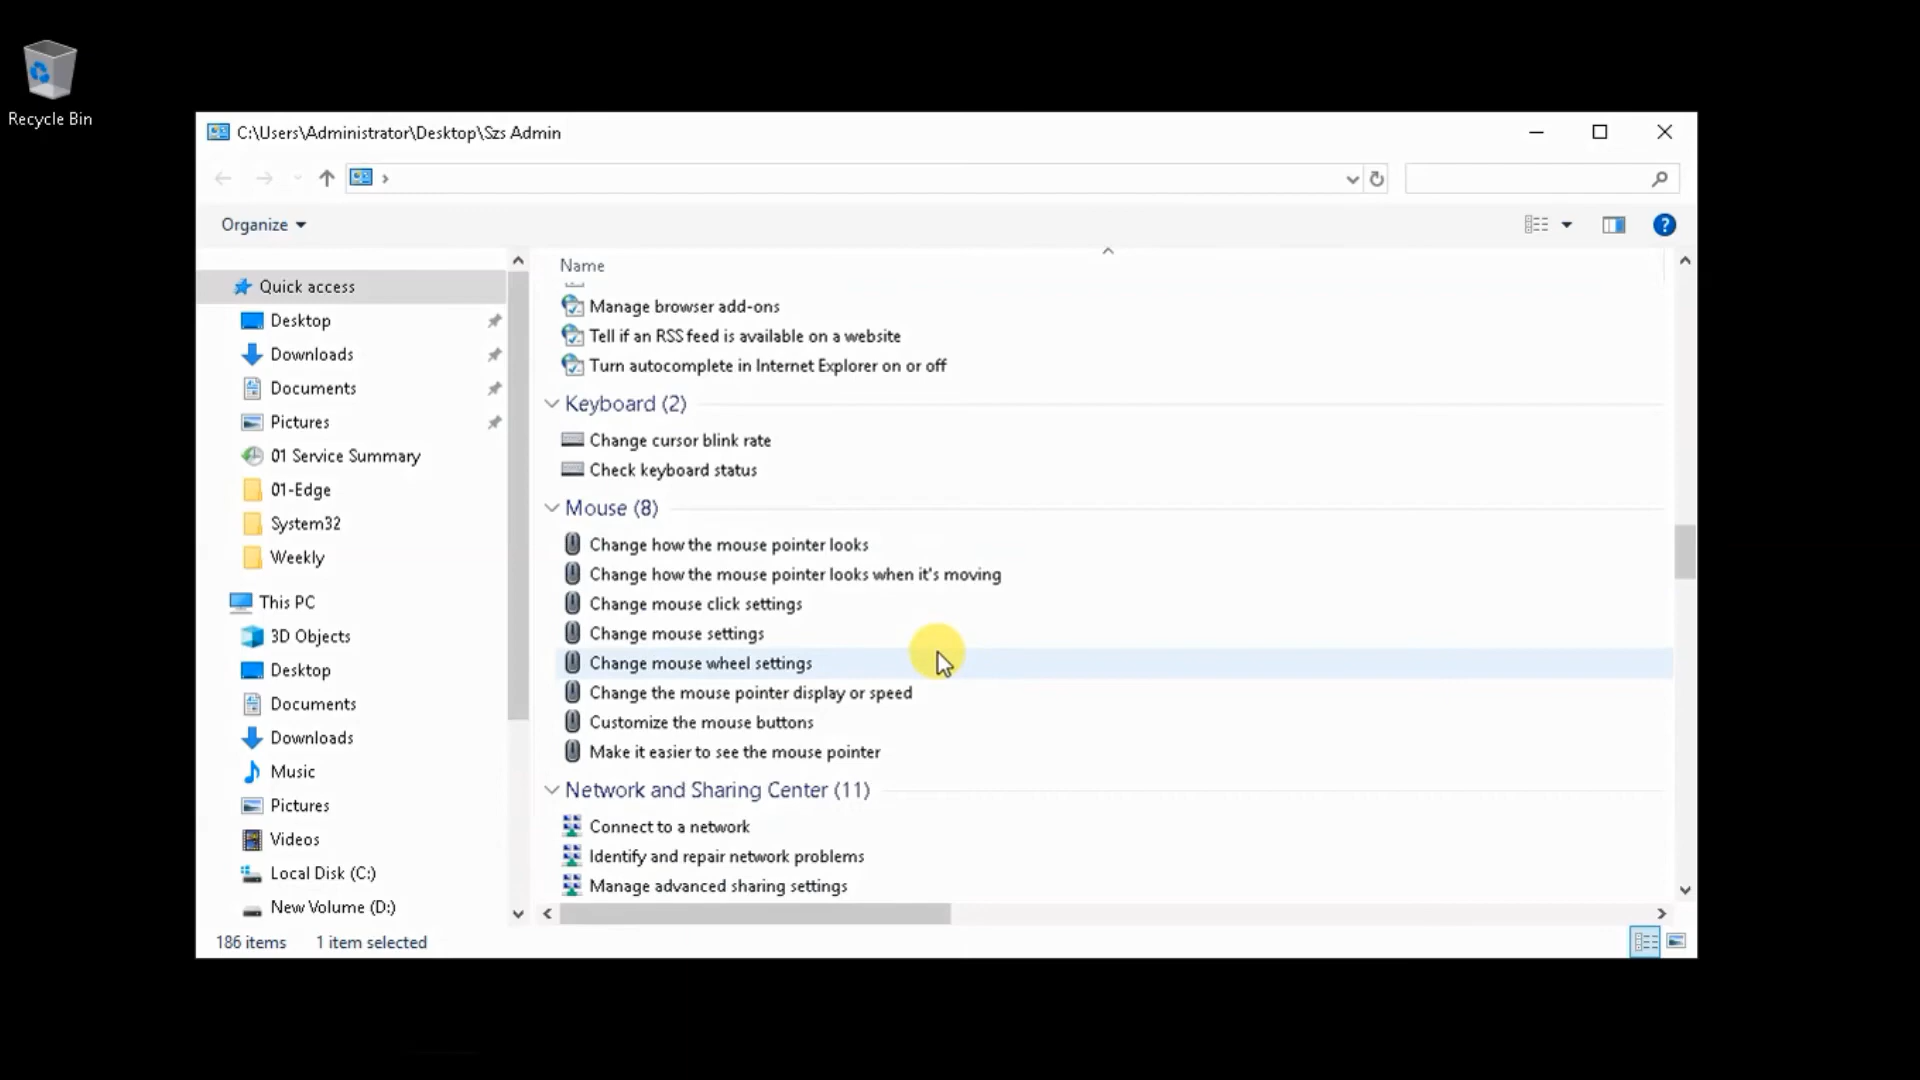 Recycle Bin
C:\Users\Administrator\Desktop\Szs Admin
Organize
Quick access
Desktop
Downloads
Documents
Pictures
01 Service Summary
01-Edge
System32
Weekly
This PC
3D Objects
Desktop
Documents
Downloads
Music
Pictures
Videos
Local Disk (C:)
New Volume (D:)
Name
Manage browser add-ons
Tell if an RSS feed is available on a website
Turn autocomplete in Internet Explorer on or off
Keyboard (2)
Change cursor blink rate
Check keyboard status
Mouse (8)
Change how the mouse pointer looks
Change how the mouse pointer looks when it's moving
Change mouse click settings
Change mouse settings
Change mouse wheel settings
Change the mouse pointer display or speed
Customize the mouse buttons
Make it easier to see the mouse pointer
Network and Sharing Center (11)
Connect to a network
Identify and repair network problems
Manage advanced sharing settings
186 items 1 item selected